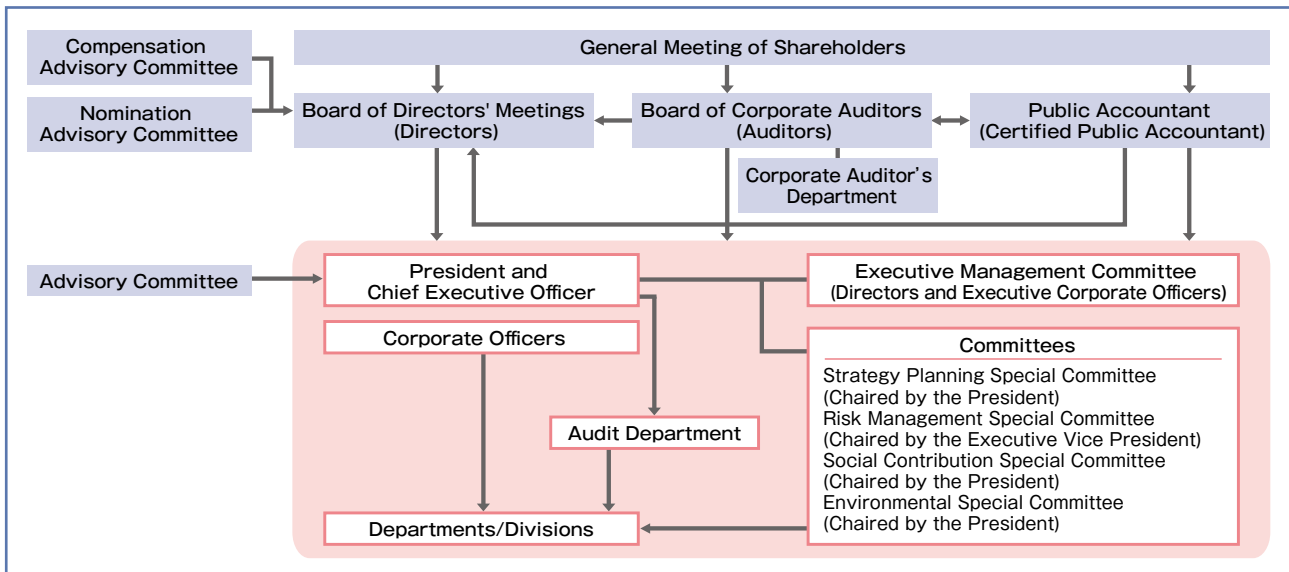 Compensation
Advisory Committee
General Meeting of Shareholders
Nomination
Advisory Committee
Board of Directors' Meetings
(Directors)
Board of Corporate Auditors
(Auditors)
Public Accountant
(Certified Public Accountant)
Corporate Auditor's
Department
Advisory Committee
President and
Chief Executive Officer
Executive Management Committee
(Directors and Executive Corporate Officers)
Corporate Officers
Committees
Strategy Planning Special Committee
(Chaired by the President)
Risk Management Special Committee
(Chaired by the Executive Vice President)
Social Contribution Special Committee
(Chaired by the President)
Environmental Special Committee
(Chaired by the President)
Audit Department
Departments/Divisions